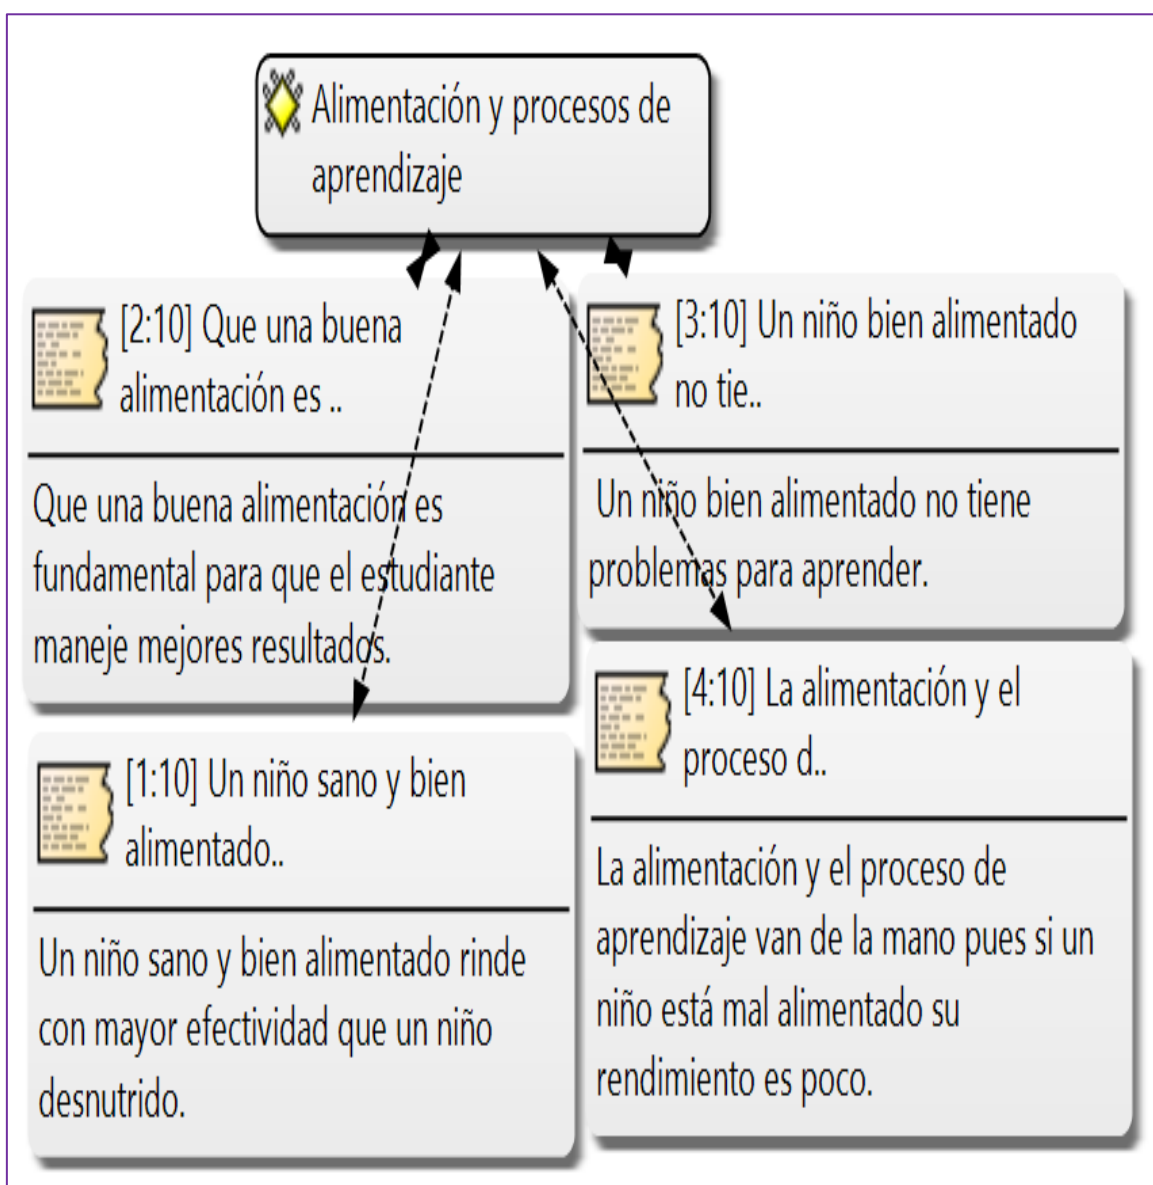 Alimentación y procesos de
aprendizaje
[2:10] Que una buena
alimentación es ..
Que una buena alimentación es
fundamental para que el estudiante
maneje mejores resultados.
[3:10] Un niño bien alimentado
no tie..
Un niño bien alimentado no tiene
problemas para aprender.
[1:10] Un niño sano y bien
alimentado..
Un niño sano y bien alimentado rinde
con mayor efectividad que un niño
desnutrido.
[4:10] La alimentación y el
proceso d..
La alimentación y el proceso de
aprendizaje van de la mano pues si un
niño está mal alimentado su
rendimiento es poco.